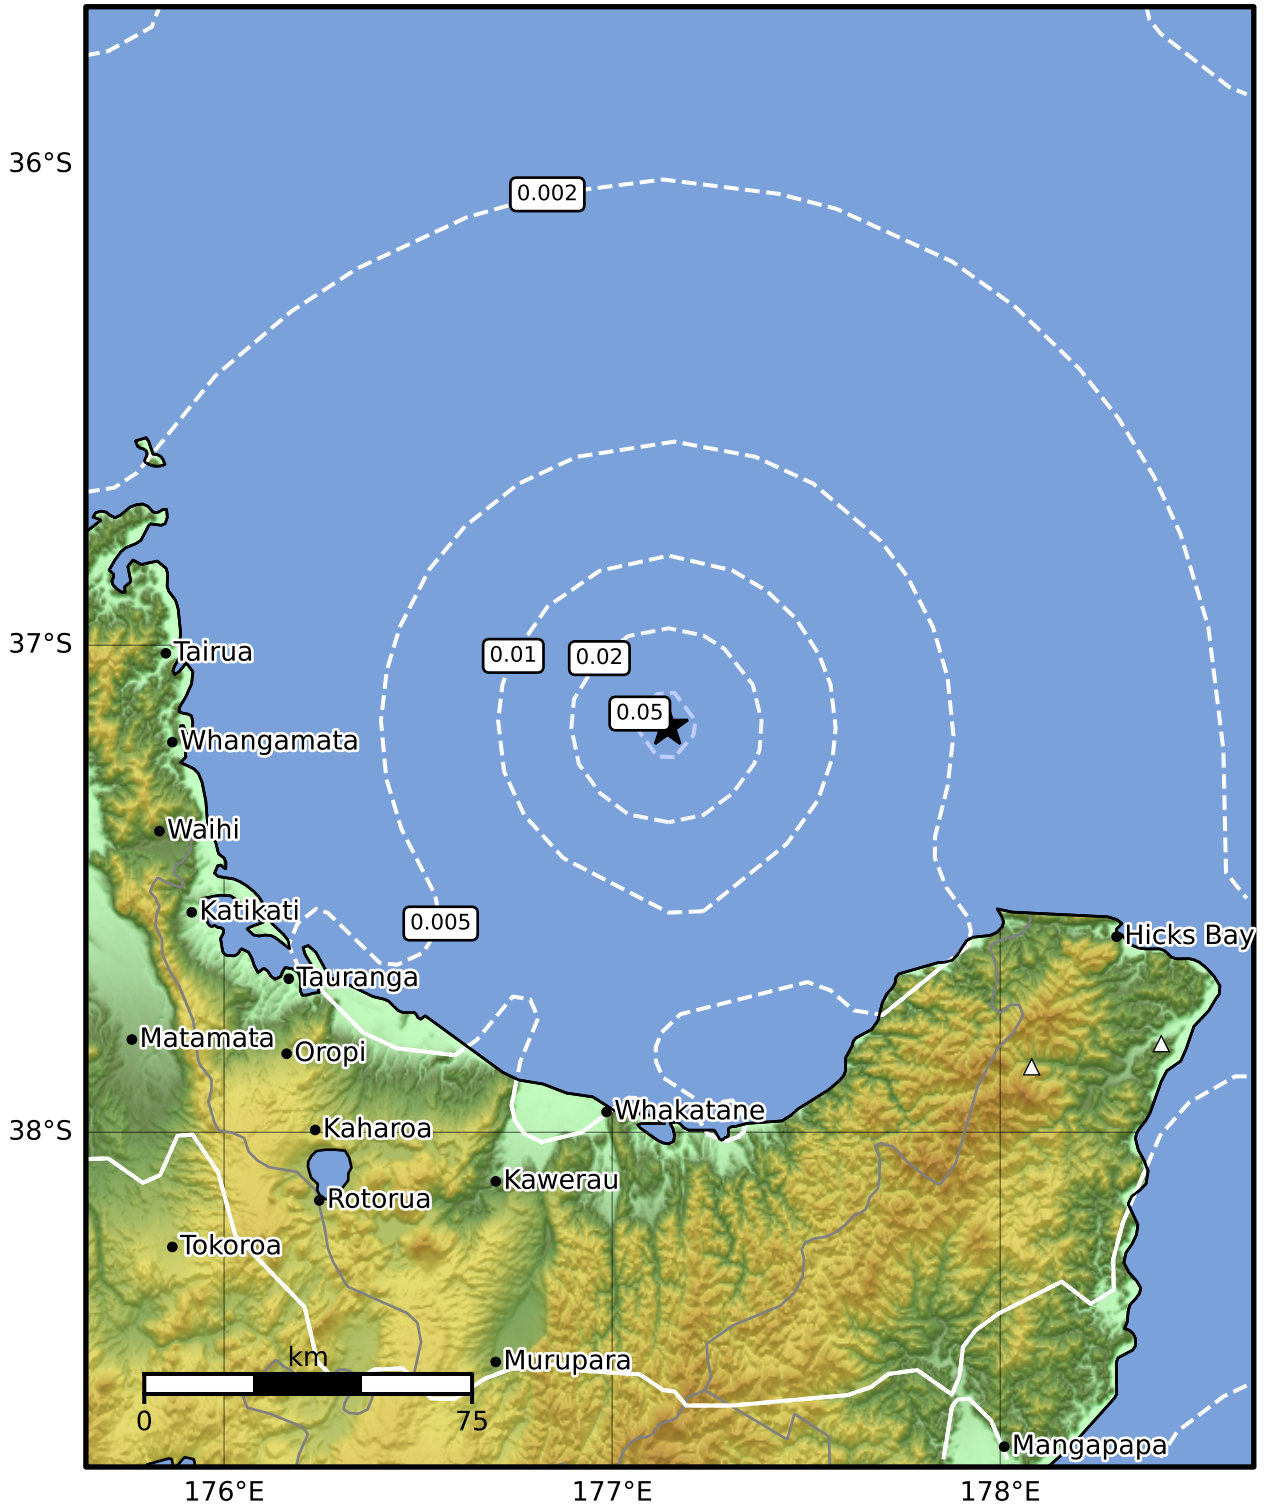 36°S
0.002
37°S
Tairua
0.01
0.02
0.05
Whangamata
Waihi
Katikati
0.005
Hicks Bay
Tauranga
Matamata
Oropi
38°S
Whakatane
Kaharoa
Kawerau
Rotorua
Tokoroa
km
0
75
Murupara
Mangapapa
176°E
177°E
178°E